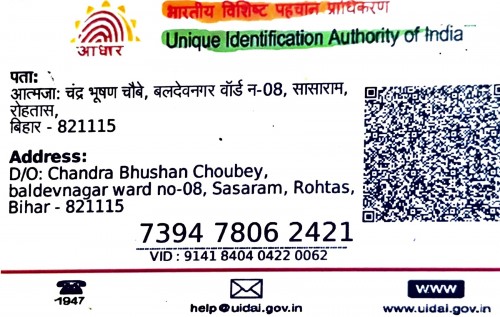 भारतीय विशिष्ट पहचान प्राधिकरण
Unique Identification Authority of India
आधार
पता:
आत्मजा: चंद्र भूषण चौबे, बलदेवनगर वॉर्ड न-08, सासाराम,
रोहतास,
बिहार - 821115
Address:
D/O: Chandra Bhushan Choubey,
baldevnagar ward no-08, Sasaram, Rohtas,
Bihar - 821115
7394 7806 2421
VID : 9141 8404 0422 0062
1947
help@uidai.gov.in
www
www.uidai.gov.in